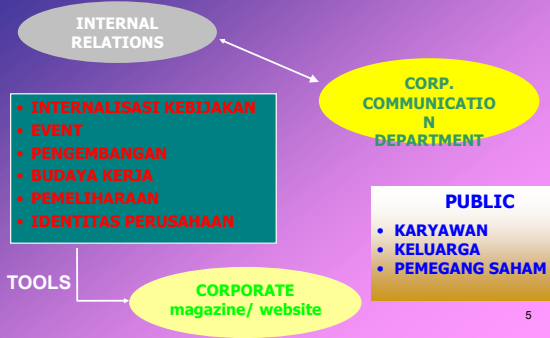 INTERNAL
RELATIONS
CORP.
COMMUNICATIO
N
DEPARTMENT
• INTERNALISASI KEBIJAKAN
• EVENT
• PENGEMBANGAN
• BUDAYA KERJA
• PEMELIHARAAN
• IDENTITAS PERUSAHAAN
PUBLIC
• KARYAWAN
• KELUARGA
• PEMEGANG SAHAM
TOOLS
CORPORATE
magazine/ website
5